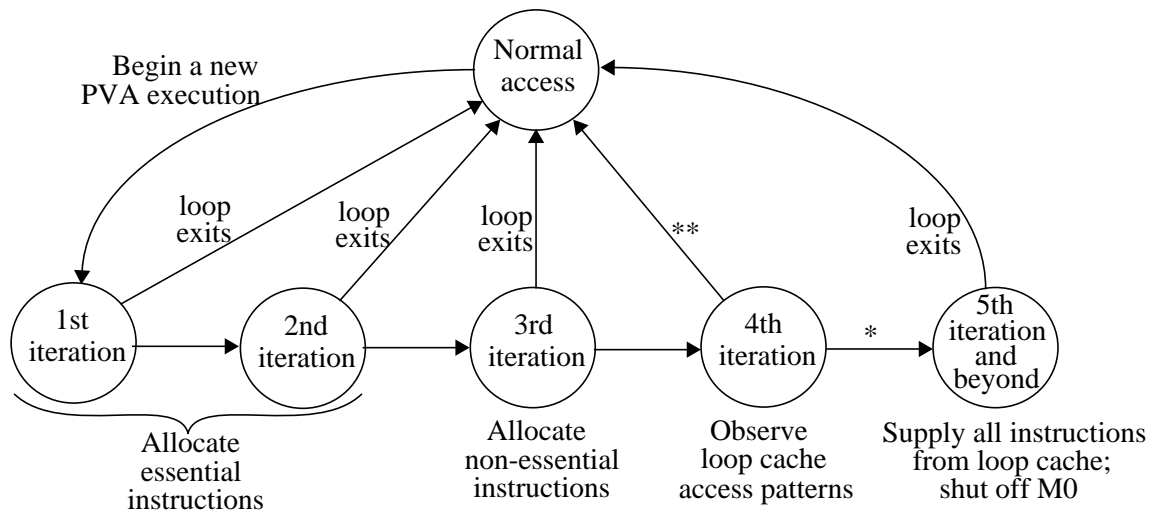 Normal
access
Begin a new
PVA execution
loop
exits
loop
exits
loop
exits
**
loop
exits
1st
iteration
2nd
iteration
3rd
iteration
4th
iteration
*
5th
iteration
and
beyond
Allocate
essential
instructions
Allocate
non-essential
instructions
Observe
loop cache
access patterns
Supply all instructions
from loop cache;
shut off M0